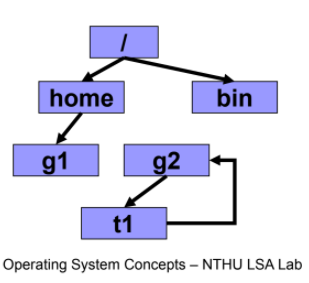 /
home
bin
g1
g2
t1
Operating System Concepts – NTHU LSA Lab